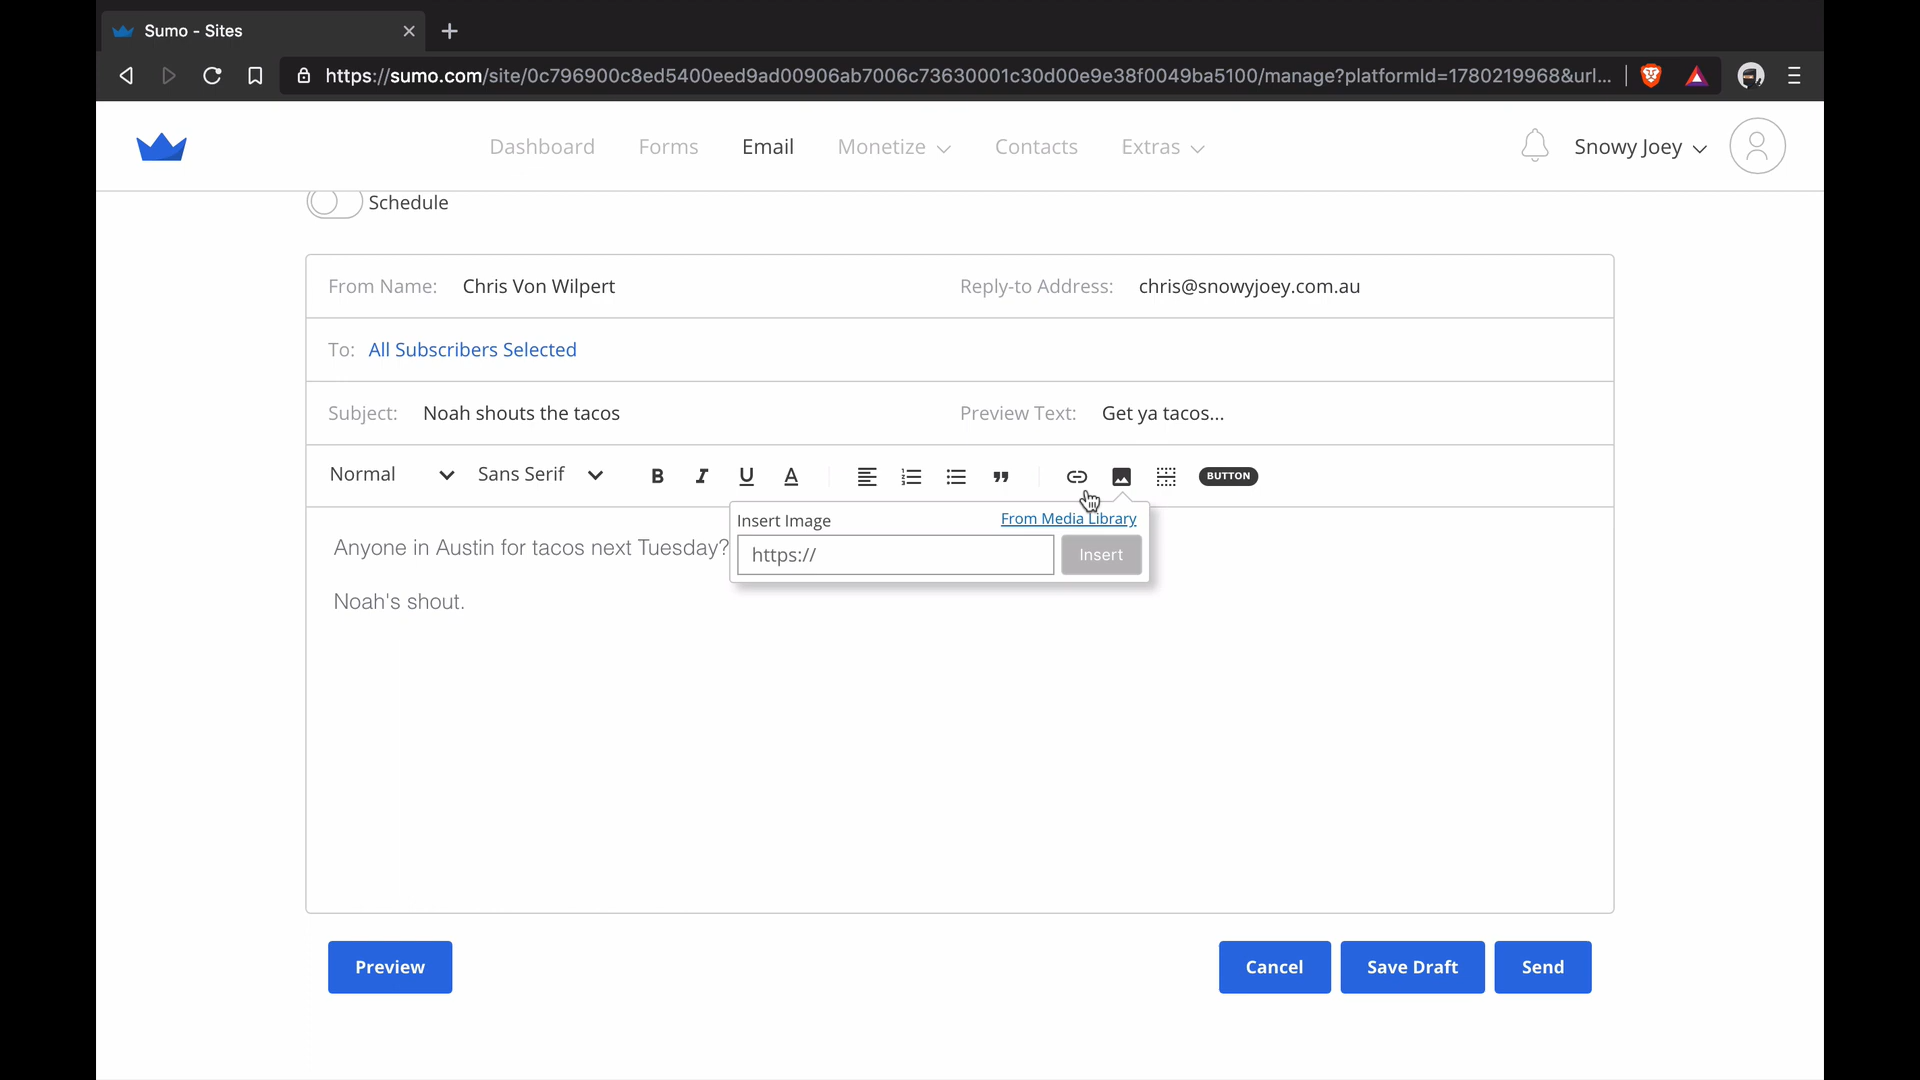 Sumo - Sites
https://sumo.com/site/0c796900c8ed5400eed9ad00906ab7006c73630001c30d00e9e38f0049ba5100/manage?platformId=1780219968&url...
Dashboard Forms Email Monetize Contacts Extras Snowy Joey
Schedule
From Name: Chris Von Wilpert Reply-to Address: chris@snowyjoey.com.au
To: All Subscribers Selected
Subject: Noah shouts the tacos Preview Text: Get ya tacos...
Normal Sans Serif B I U A BUTTON
Insert Image From Media Library
Anyone in Austin for tacos next Tuesday? https:// Insert
Noah's shout.
Preview Cancel Save Draft Send